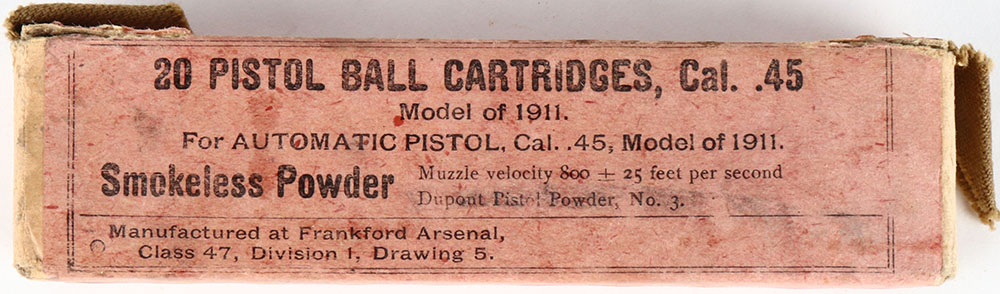 20 PISTOL BALL CARTRIDGES, Cal. .45
Model of 1911.
For AUTOMATIC PISTOL, Cal. .45, Model of 1911.
Smokeless Powder
Muzzle velocity 800 ± 25 feet per second
Dupont Pistol Powder, No. 3.
Manufactured at Frankford Arsenal,
Class 47, Division 1, Drawing 5.